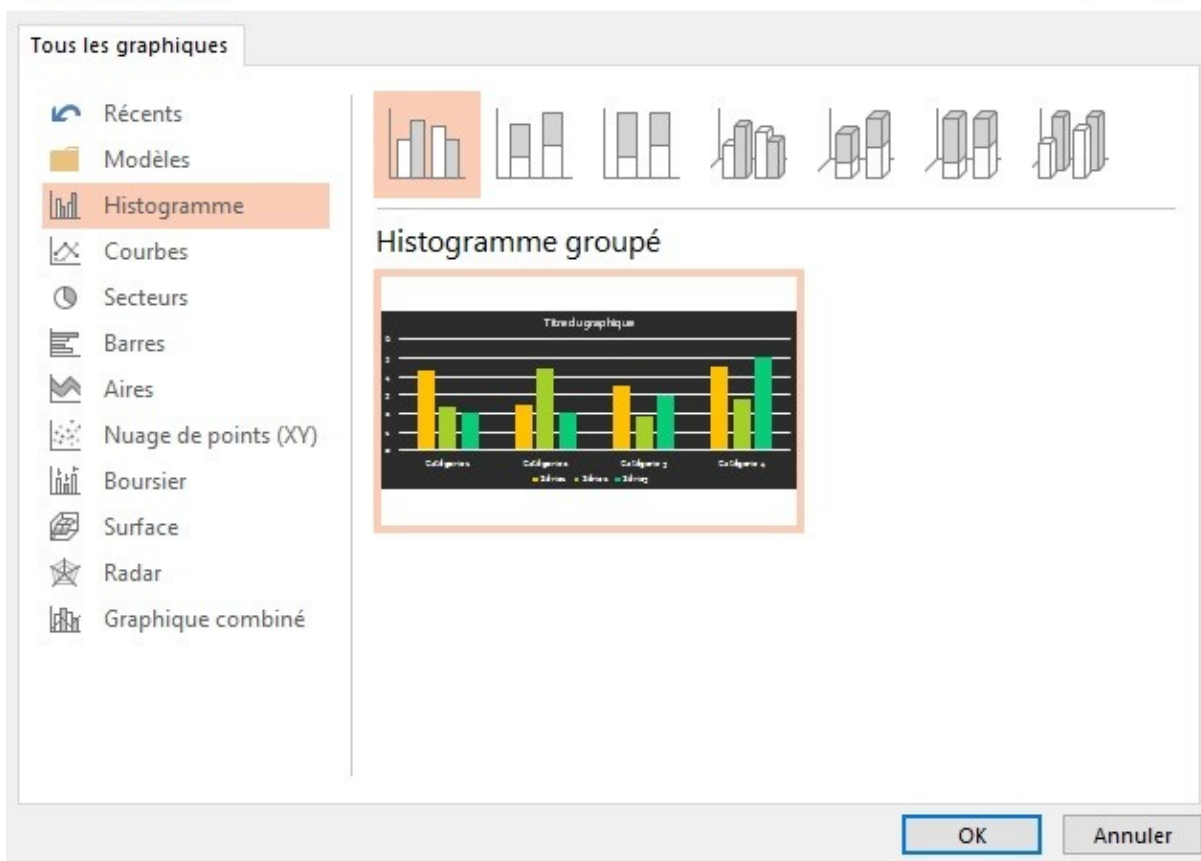 Tous les graphiques
Récents
Modèles
Histogramme
Courbes
Secteurs
Barres
Aires
Nuage de points (XY)
Boursier
Surface
Radar
Graphique combiné
Histogramme groupé
Titre du graphique
OK
Annuler